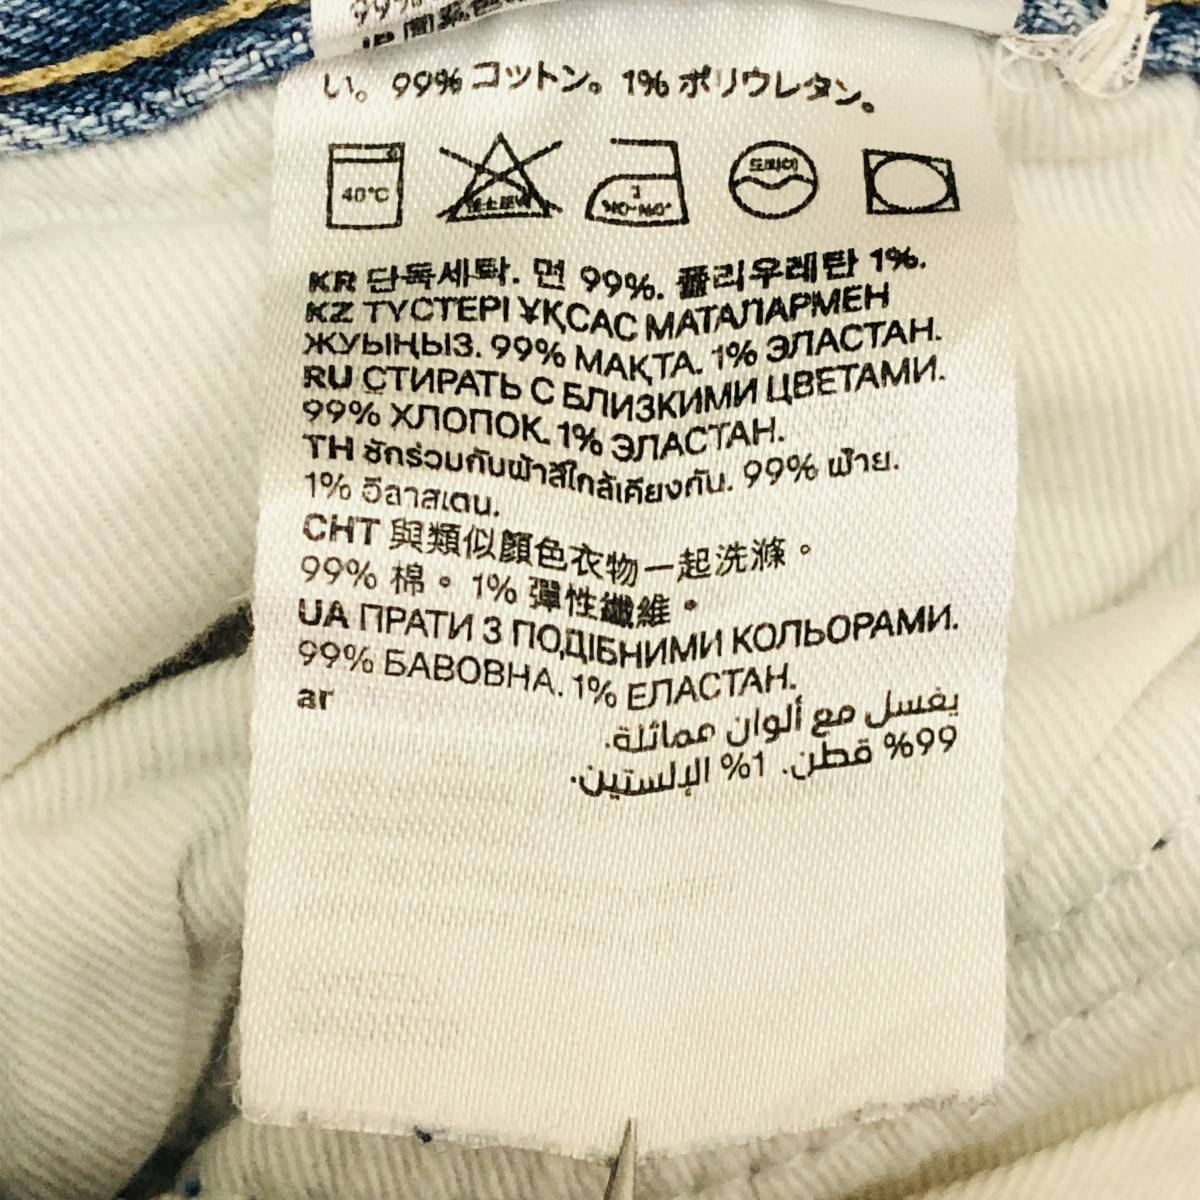 99%
い。99% コットン。1% ポリウレタン。
40°C 드라이
KR 단독세탁. 면 99%. 폴리우레탄 1%.
KZ ТҮСТЕРІ ҰҚСАС МАТАЛАРМЕН
ЖУЫҢЫЗ. 99% МАҚТА. 1% ЭЛАСТАН.
RU СТИРАТЬ С БЛИЗКИМИ ЦВЕТАМИ.
99% ХЛОПОК. 1% ЭЛАСТАН.
TH ซักร่วมกับผ้าสีใกล้เคียงกัน. 99% ฝ้าย.
1% อีลาสเตน.
CHT 與類似顏色衣物一起洗滌。
99% 棉。1% 彈性纖維。
UA ПРАТИ З ПОДІБНИМИ КОЛЬОРАМИ.
99% БАВОВНА. 1% ЕЛАСТАН.
ar
يغسل مع ألوان مماثلة.
99% قطن. 1% الإلستين.